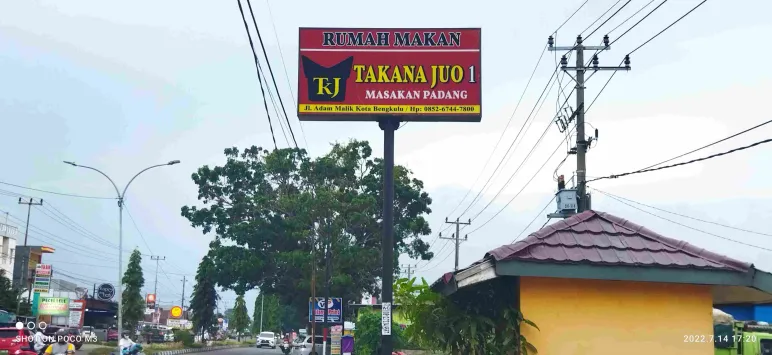 RUMAH MAKAN
TKJ
TAKANA JUO 1
MASAKAN PADANG
Jl. Adam Malik Kota Bengkulu / Hp: 0852-6744-7800
SHOT ON POCO M3
2022.7.14 17:20